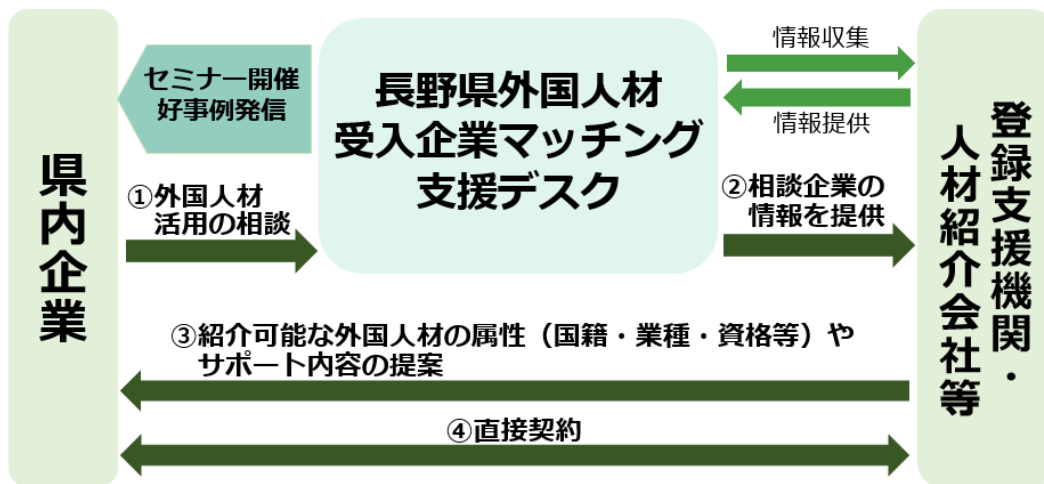 セミナー開催
好事例発信
長野県外国人材
受入企業マッチング
支援デスク
情報収集
情報提供
県内企業
登録支援機関・
人材紹介会社等
①外国人材
活用の相談
②相談企業の
情報を提供
③紹介可能な外国人材の属性（国籍・業種・資格等）や
サポート内容の提案
④直接契約